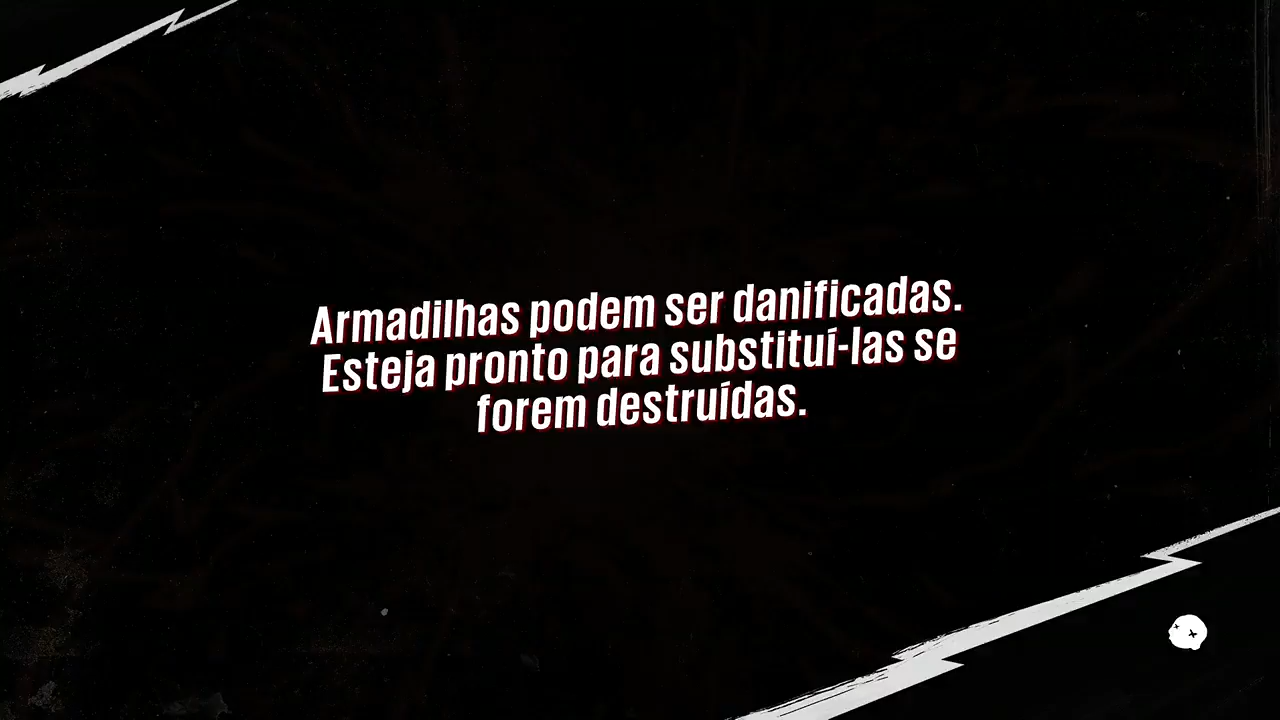 Armadilhas podem ser danificadas.
Esteja pronto para substituí-las se
forem destruídas.